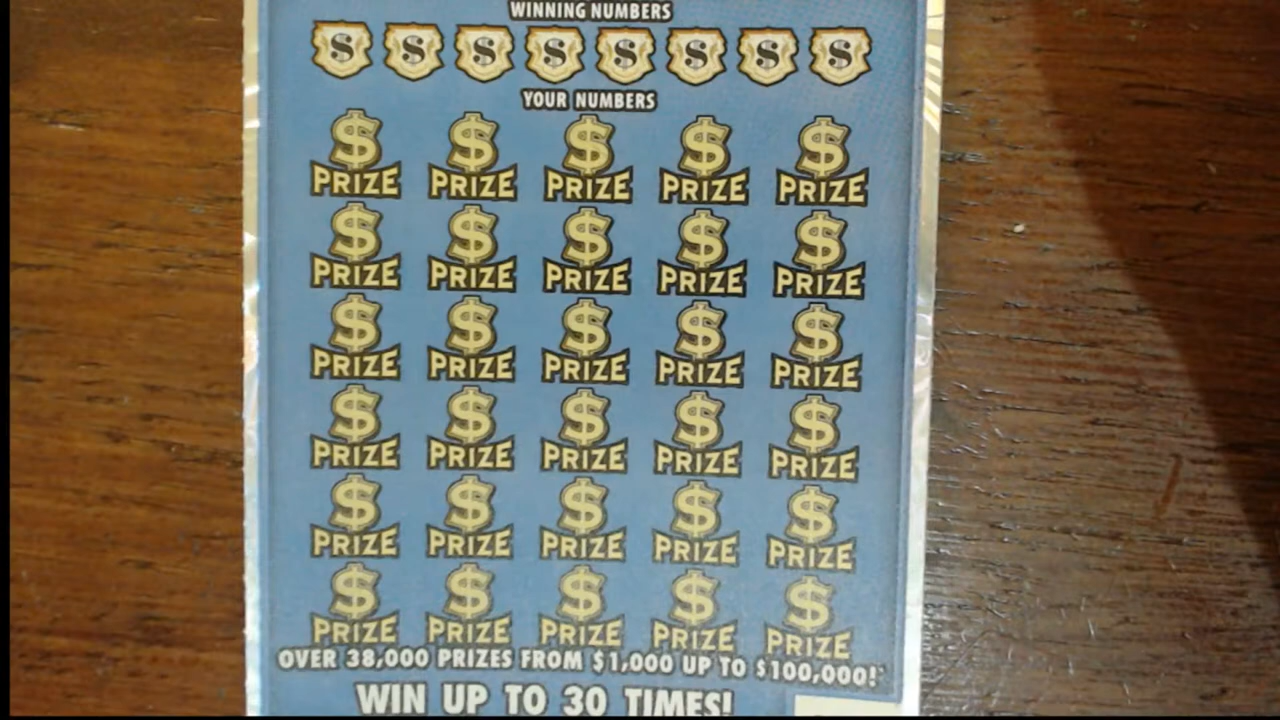 WINNING NUMBERS
$ $ $ $ $ $ $ $
YOUR NUMBERS
$ $ $ $ $
PRIZE PRIZE PRIZE PRIZE PRIZE
$ $ $ $ $
PRIZE PRIZE PRIZE PRIZE PRIZE
$ $ $ $ $
PRIZE PRIZE PRIZE PRIZE PRIZE
$ $ $ $ $
PRIZE PRIZE PRIZE PRIZE PRIZE
$ $ $ $ $
PRIZE PRIZE PRIZE PRIZE PRIZE
$ $ $ $ $
PRIZE PRIZE PRIZE PRIZE PRIZE
OVER 38,000 PRIZES FROM $1,000 UP TO $100,000!*
WIN UP TO 30 TIMES!